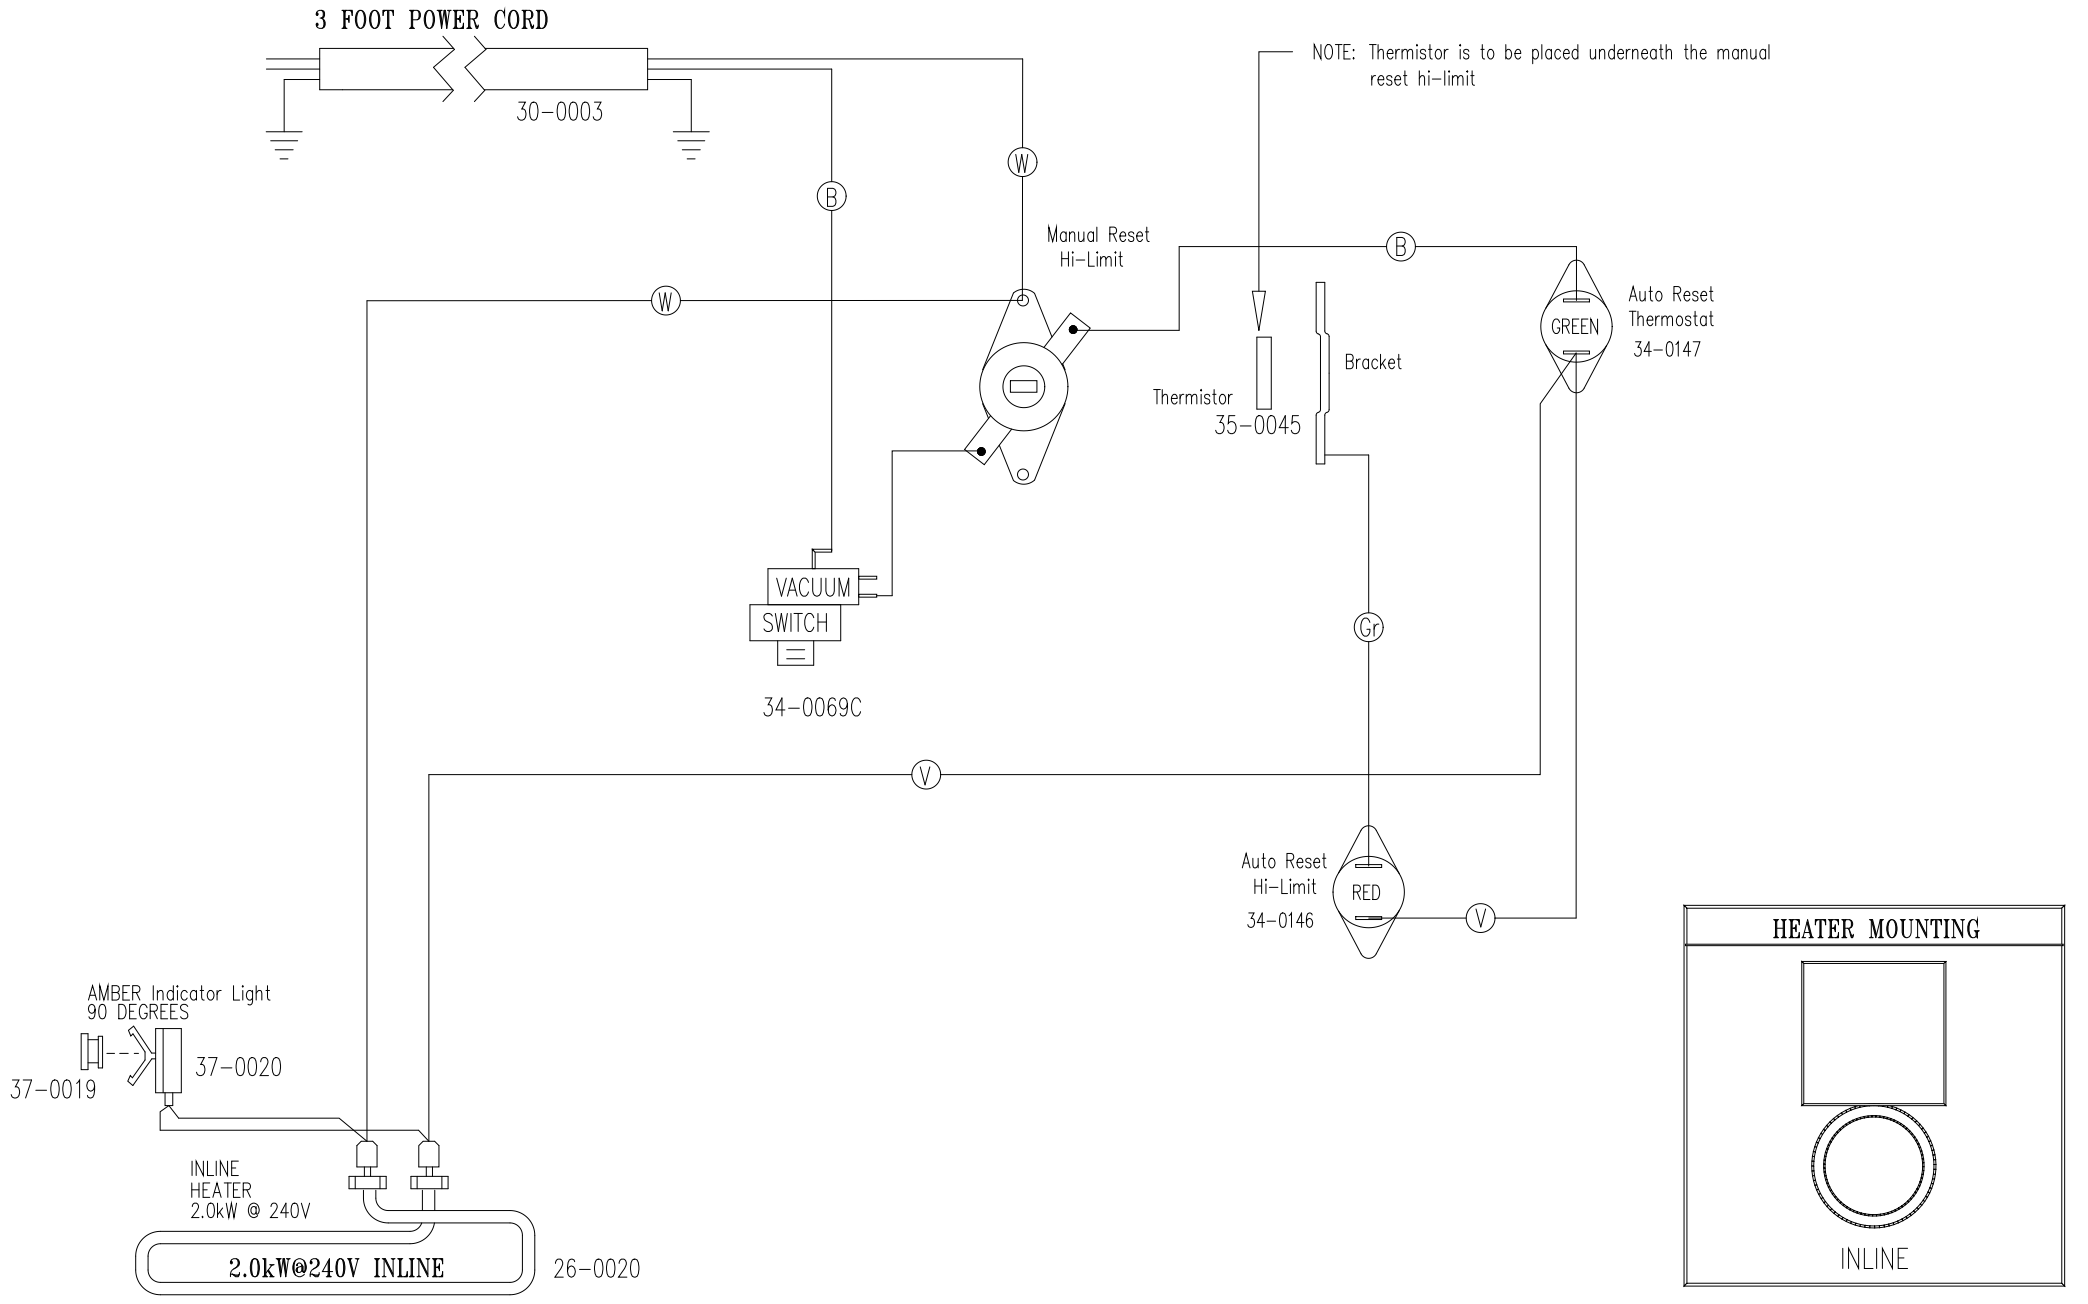 3 FOOT POWER CORD
NOTE: Thermistor is to be placed underneath the manual
reset hi-limit
30-0003
W
B
Manual Reset
Hi-Limit
B
W
Auto Reset
Thermostat
34-0147
GREEN
Bracket
Thermistor
35-0045
VACUUM
SWITCH
34-0069C
Gr
V
Auto Reset
Hi-Limit
34-0146
RED
V
HEATER MOUNTING
INLINE
AMBER Indicator Light
90 DEGREES
37-0020
37-0019
INLINE
HEATER
2.0kW @ 240V
2.0kW@240V INLINE
26-0020